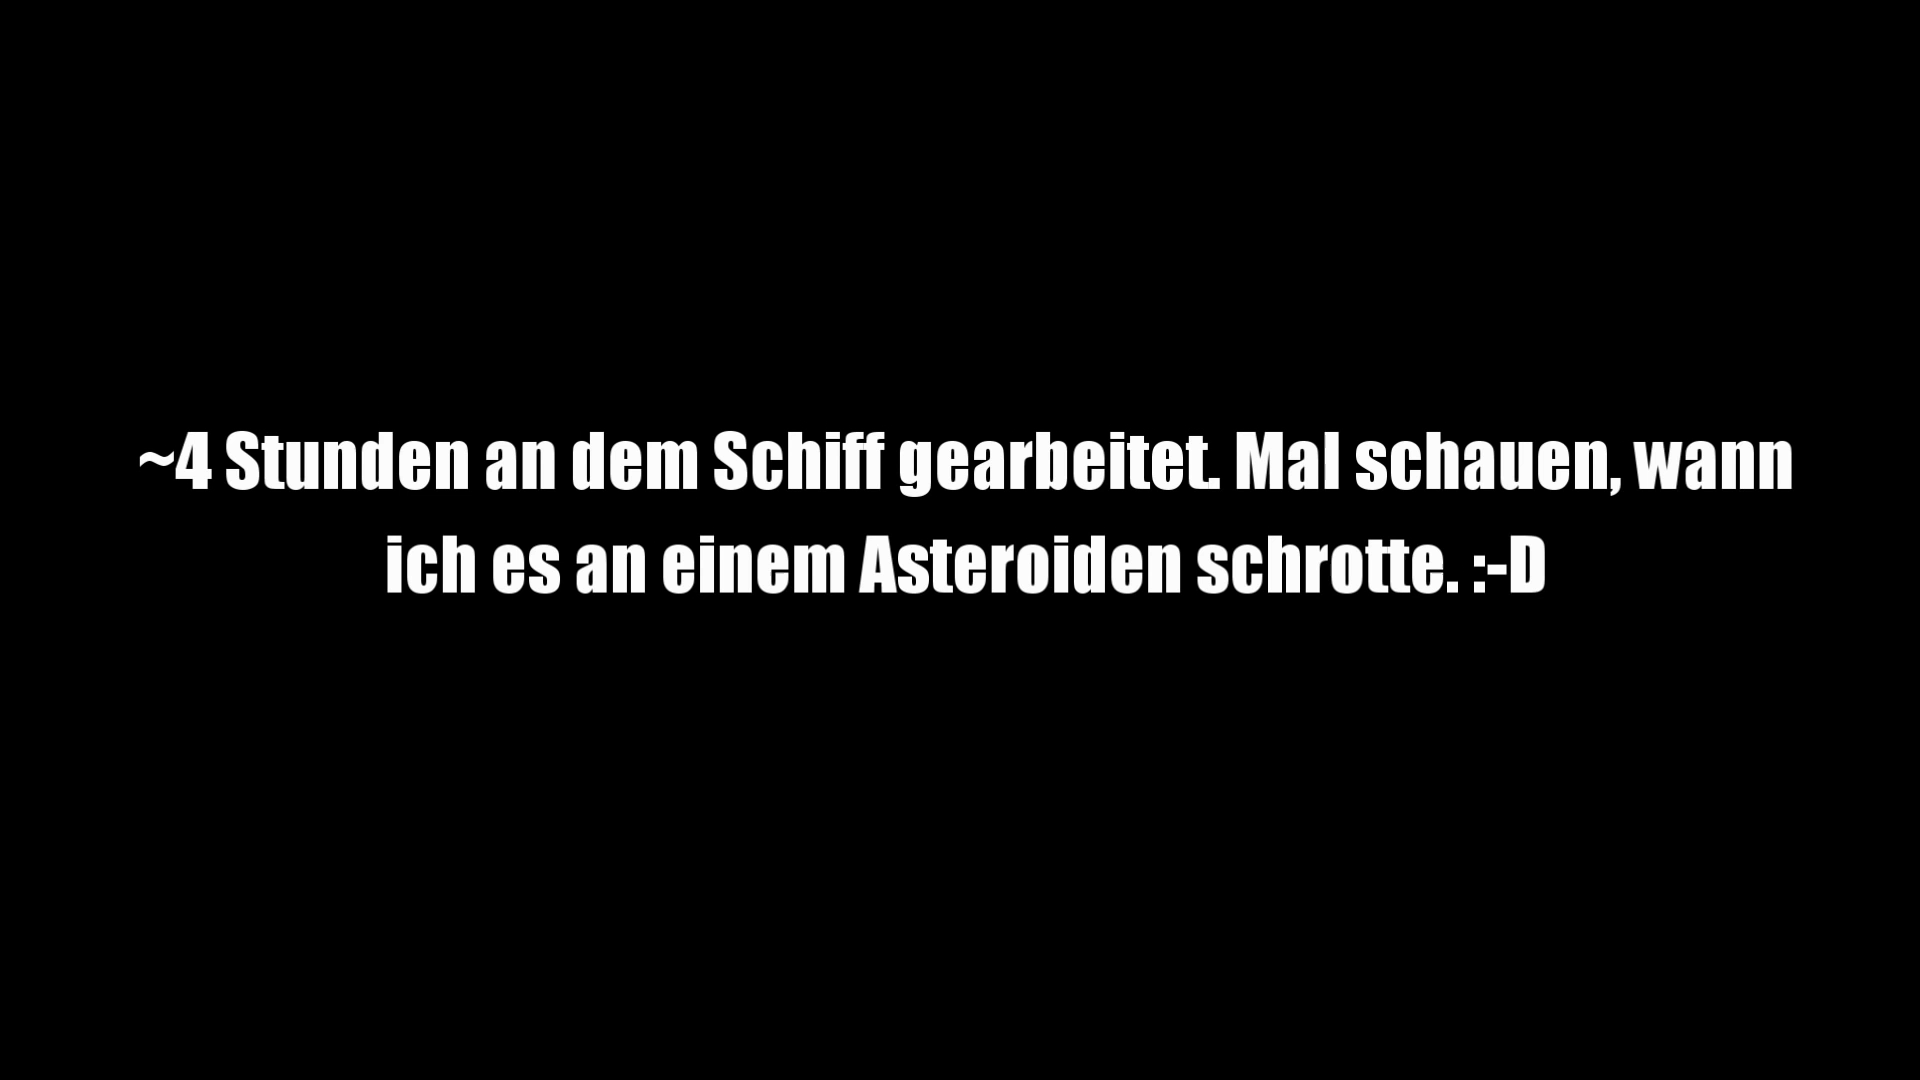 ~4 Stunden an dem Schiff gearbeitet. Mal schauen, wann
ich es an einem Asteroiden schrotte. :-D